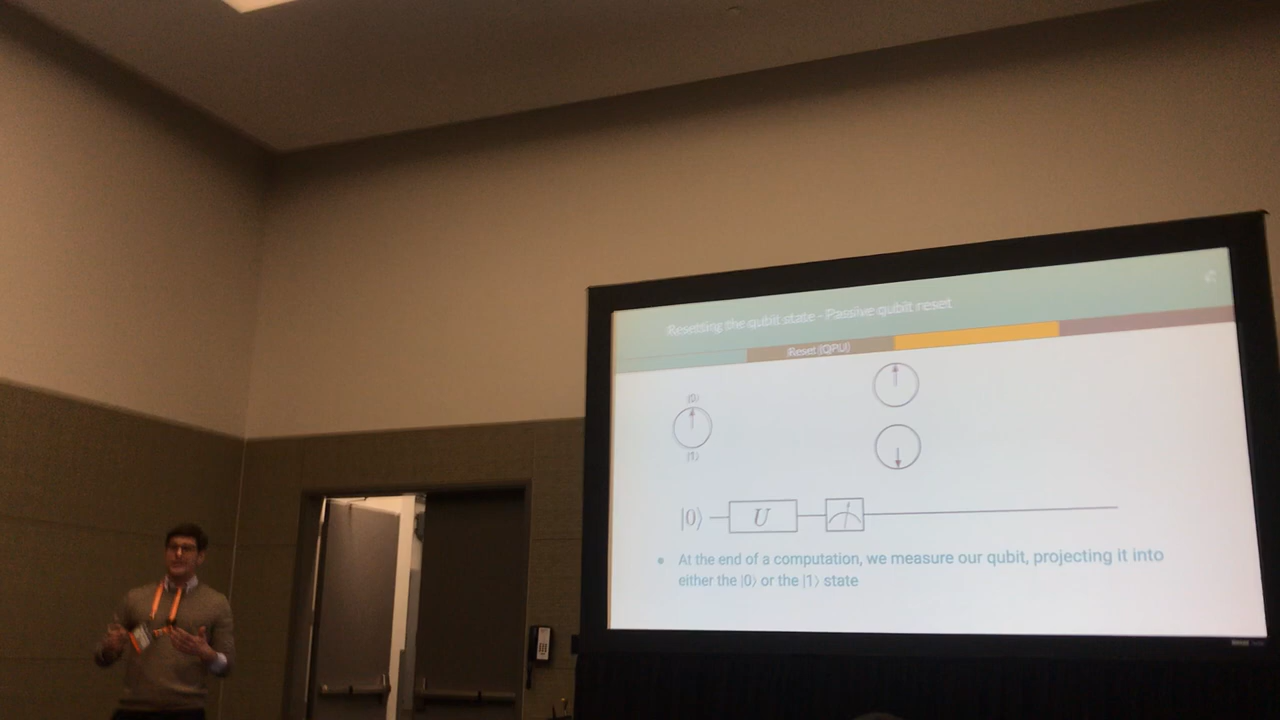 Resetting the qubit state - Passive qubit reset
Reset (QPU)
|0⟩
|1⟩
|0⟩
U
• At the end of a computation, we measure our qubit, projecting it into
either the |0⟩ or the |1⟩ state